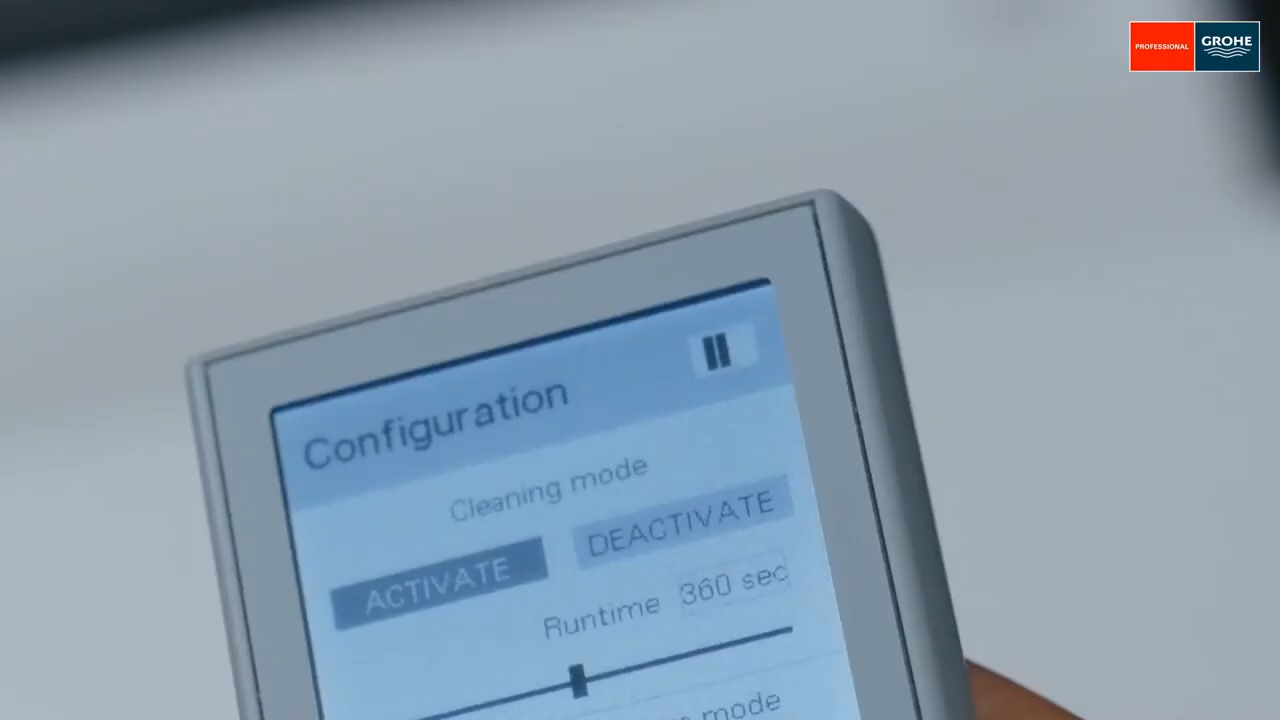 PROFESSIONAL
GROHE
Configuration
Cleaning mode
ACTIVATE
DEACTIVATE
Runtime 360 sec
mode